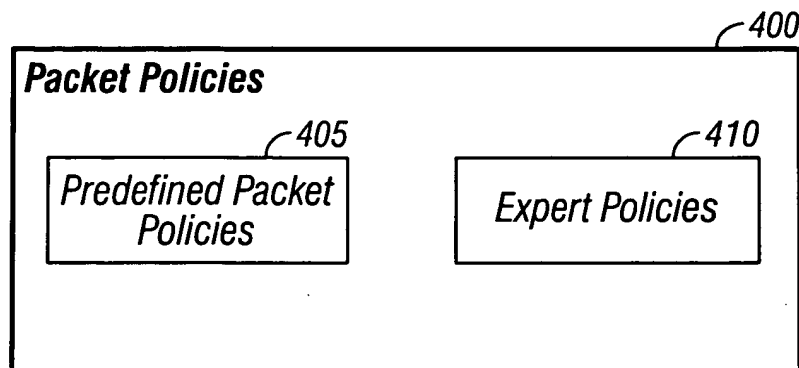 400
Packet Policies
405
410
Predefined Packet
Policies
Expert Policies